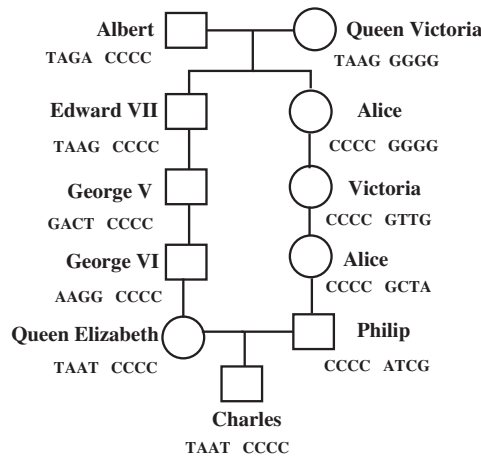 Albert
Queen Victoria
TAGA CCCC
TAAG GGGG
Edward VII
Alice
TAAG CCCC
CCCC GGGG
George V
Victoria
GACT CCCC
CCCC GTTG
George VI
Alice
AAGG CCCC
CCCC GCTA
Queen Elizabeth
Philip
TAAT CCCC
CCCC ATCG
Charles
TAAT CCCC